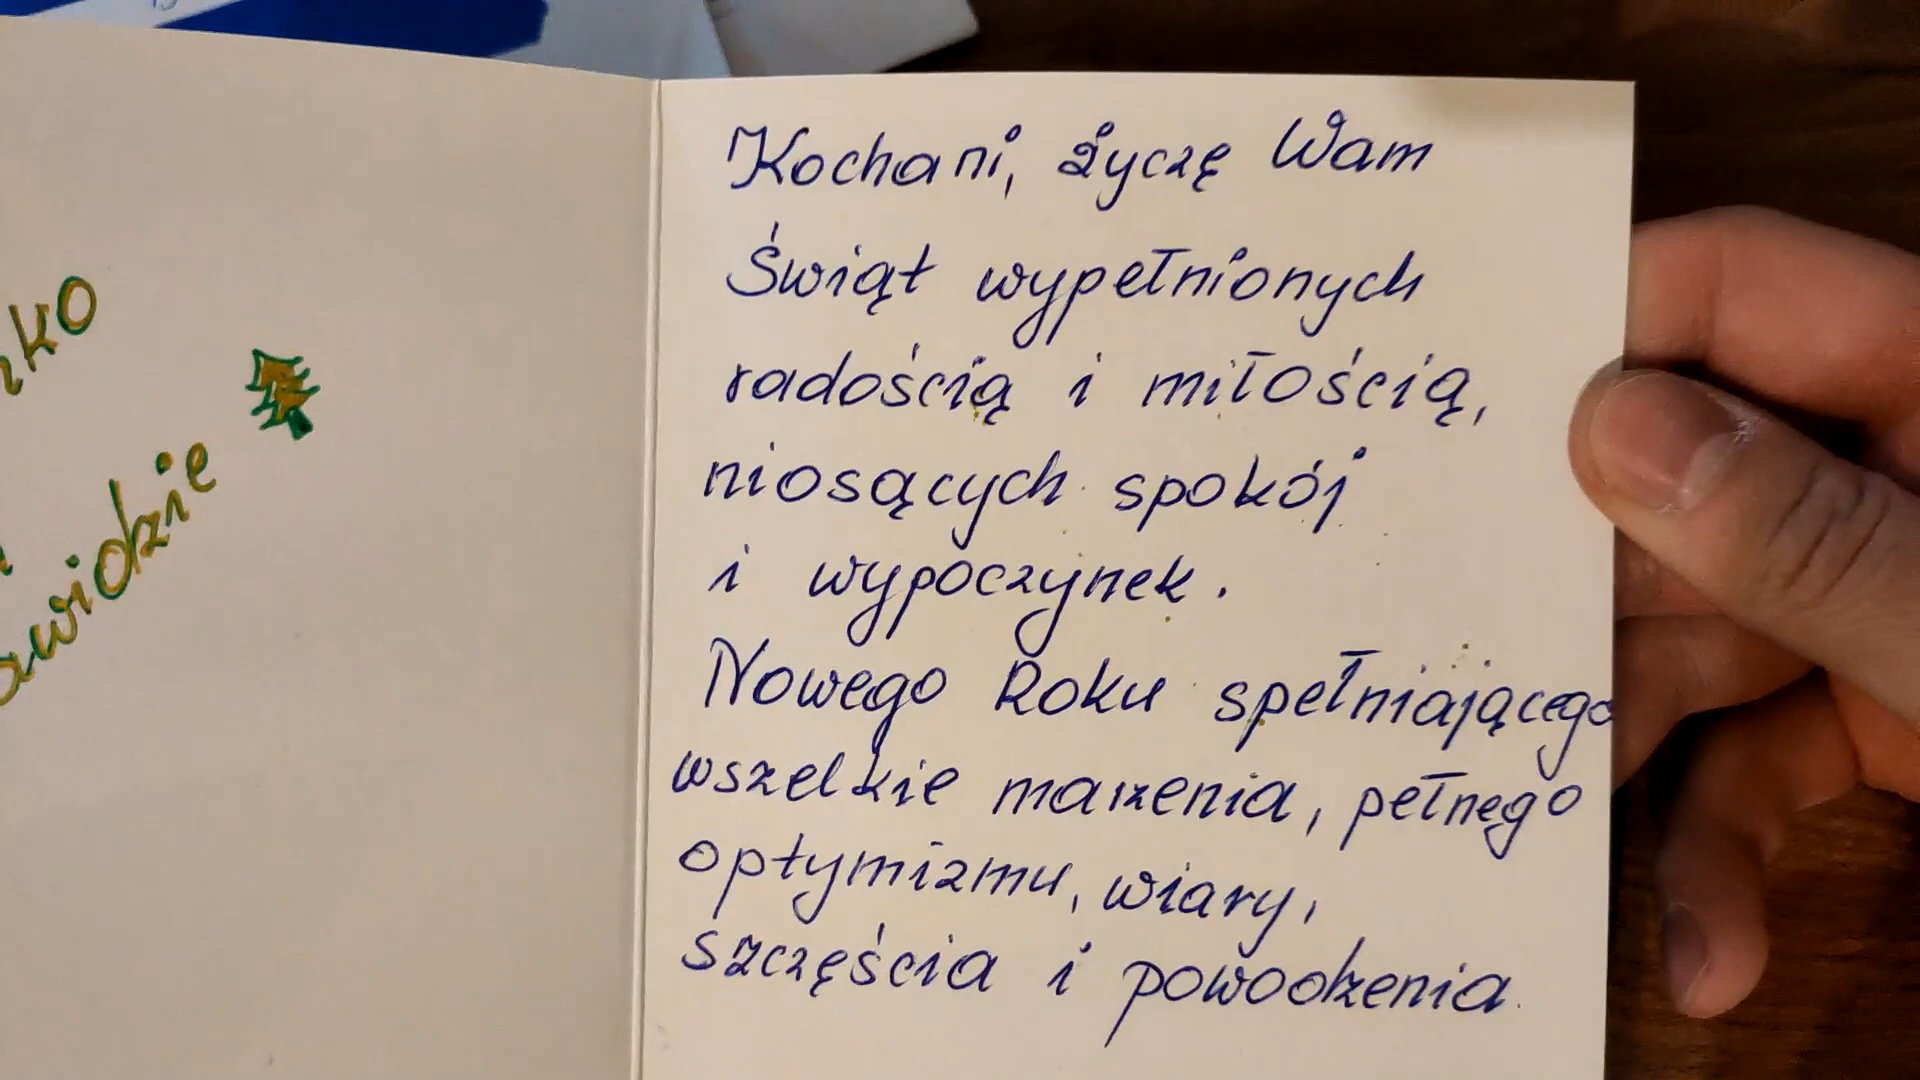 Kochani, życzę Wam
Świąt wypełnionych
radością i miłością,
niosących spokój
i wypoczynek.
Nowego Roku spełniającego
wszelkie marzenia, pełnego
optymizmu, wiary,
szczęścia i powodzenia.